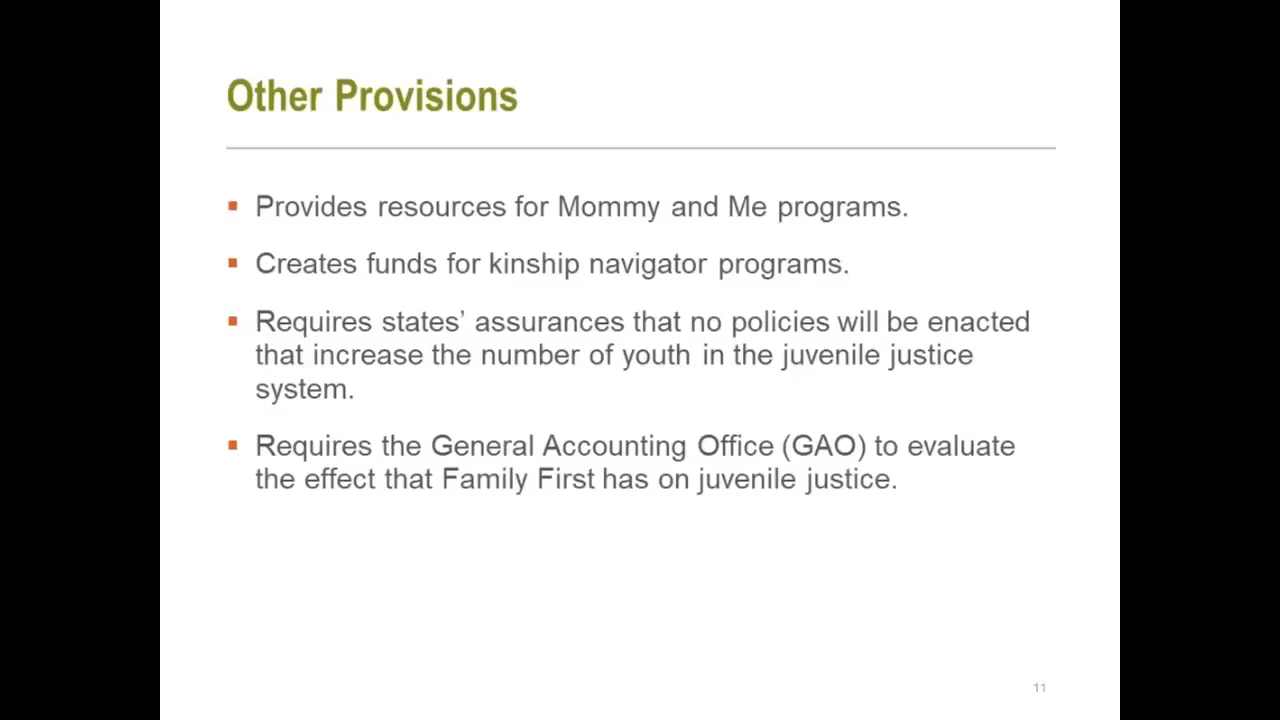 Other Provisions
▪ Provides resources for Mommy and Me programs.
▪ Creates funds for kinship navigator programs.
▪ Requires states’ assurances that no policies will be enacted
that increase the number of youth in the juvenile justice
system.
▪ Requires the General Accounting Office (GAO) to evaluate
the effect that Family First has on juvenile justice.
11